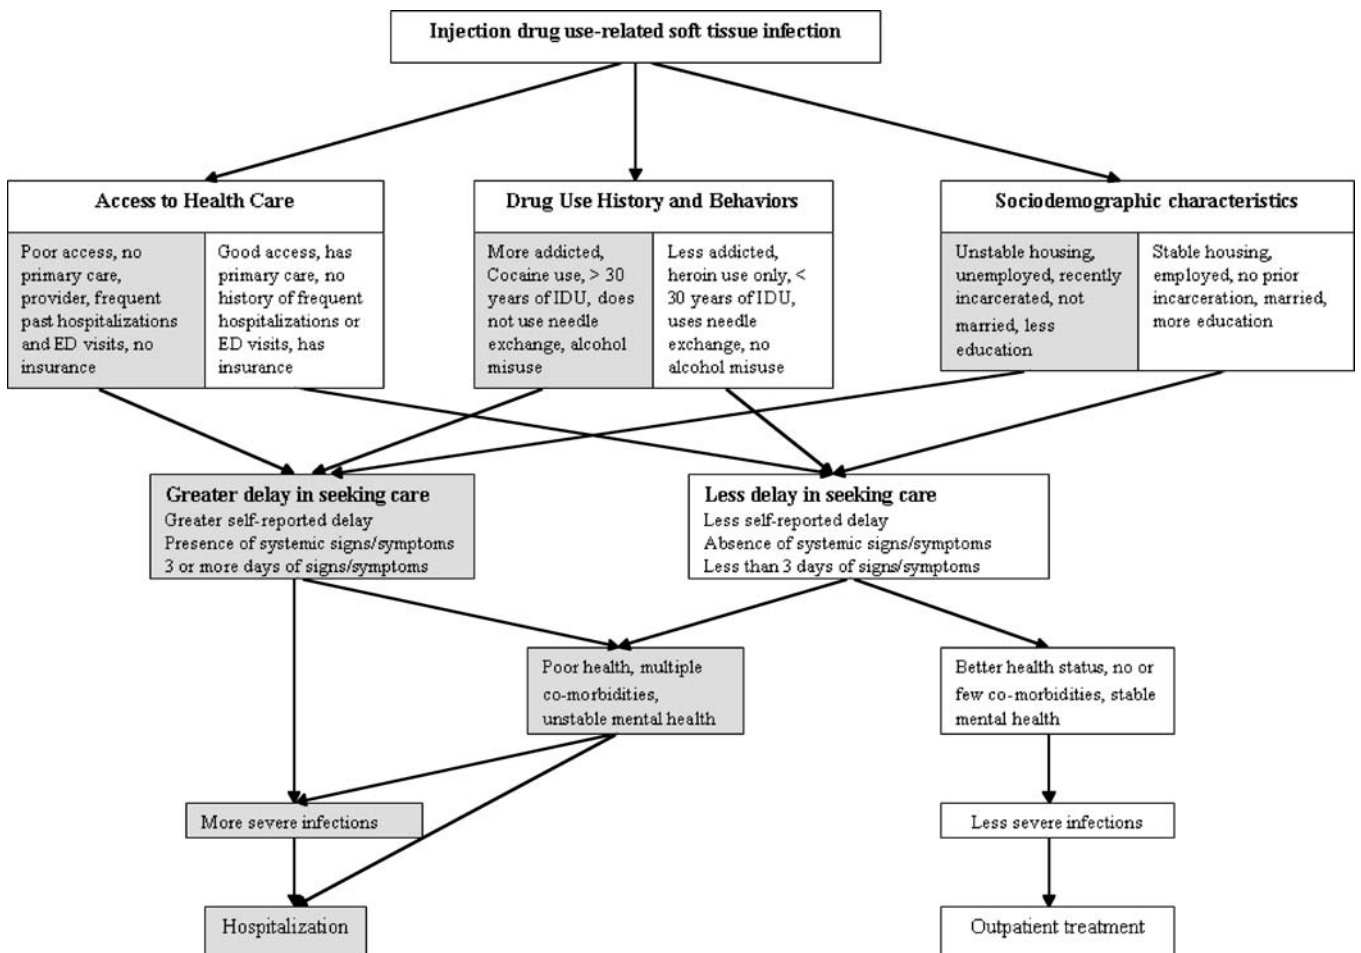 Injection drug use-related soft tissue infection
Access to Health Care
Poor access, no
primary care,
provider, frequent
past hospitalizations
and ED visits, no
insurance
Good access, has
primary care, no
history of frequent
hospitalizations or
ED visits, has
insurance
Drug Use History and Behaviors
More addicted,
Cocaine use, > 30
years of IDU, does
not use needle
exchange, alcohol
misuse
Less addicted,
heroin use only, <
30 years of IDU,
uses needle
exchange, no
alcohol misuse
Sociodemographic characteristics
Unstable housing,
unemployed, recently
incarcerated, not
married, less
education
Stable housing,
employed, no prior
incarceration, married,
more education
Greater delay in seeking care
Greater self-reported delay
Presence of systemic signs/symptoms
3 or more days of signs/symptoms
Less delay in seeking care
Less self-reported delay
Absence of systemic signs/symptoms
Less than 3 days of signs/symptoms
Poor health, multiple
co-morbidities,
unstable mental health
Better health status, no or
few co-morbidities, stable
mental health
More severe infections
Less severe infections
Hospitalization
Outpatient treatment